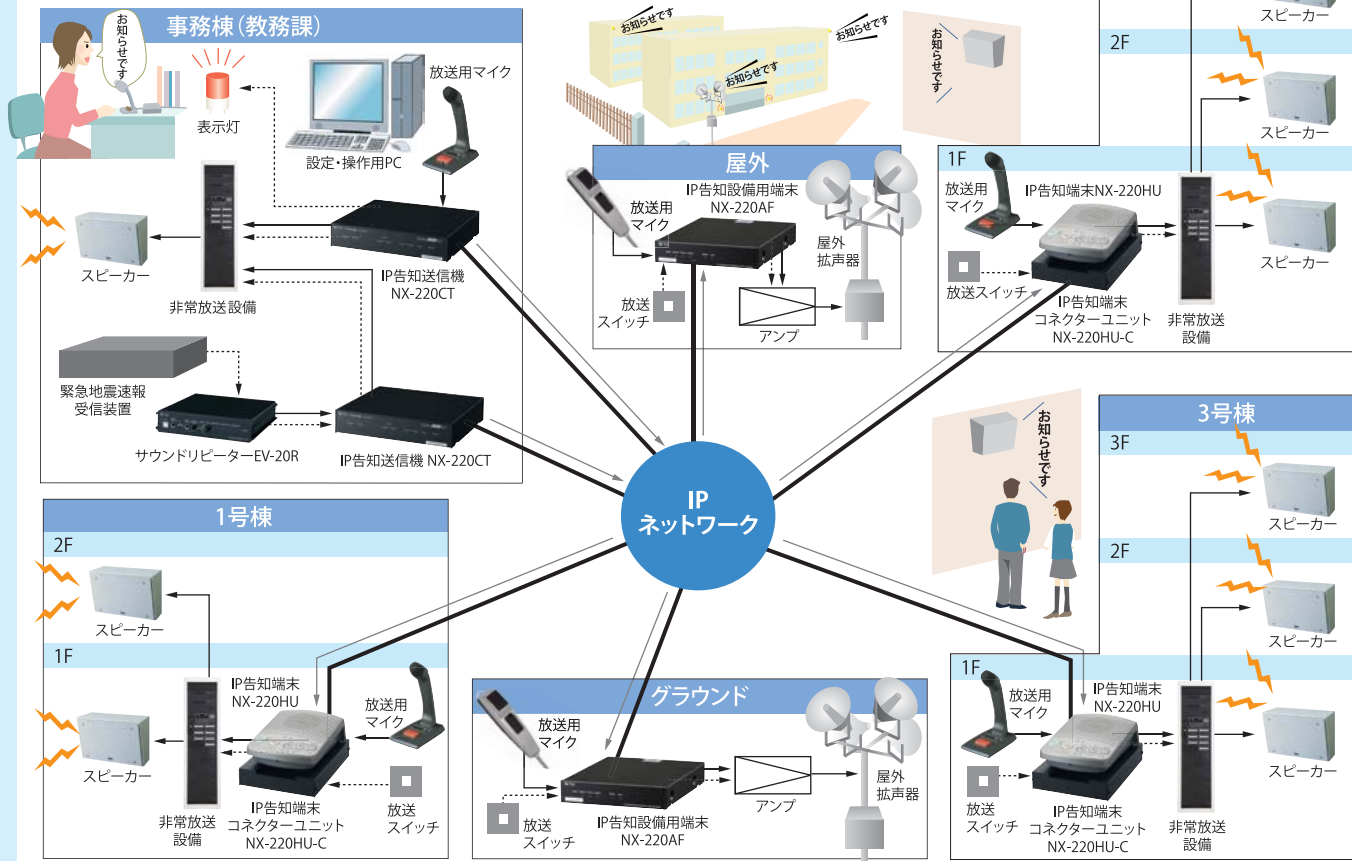 事務棟(教務課)
お知らせです
表示灯
放送用マイク
設定・操作用PC
スピーカー
非常放送設備
IP告知送信機
NX-220CT
緊急地震速報
受信装置
サウンドリピーターEV-20R
IP告知送信機 NX-220CT
お知らせです
お知らせです
お知らせです
お知らせです
屋外
放送用
マイク
IP告知設備用端末
NX-220AF
屋外
拡声器
放送
スイッチ
アンプ
お知らせです
スピーカー
2F
スピーカー
1F
放送用
マイク
IP告知端末NX-220HU
放送スイッチ
IP告知端末
コネクターユニット
NX-220HU-C
非常放送
設備
スピーカー
IP
ネットワーク
1号棟
2F
スピーカー
1F
IP告知端末
NX-220HU
放送用
マイク
スピーカー
非常放送
設備
IP告知端末
コネクターユニット
NX-220HU-C
放送
スイッチ
グラウンド
放送用
マイク
放送
スイッチ
IP告知設備用端末
NX-220AF
アンプ
屋外
拡声器
お知らせです
3号棟
3F
スピーカー
2F
スピーカー
1F
放送用
マイク
IP告知端末
NX-220HU
放送
スイッチ
IP告知端末
コネクターユニット
NX-220HU-C
非常放送
設備
スピーカー